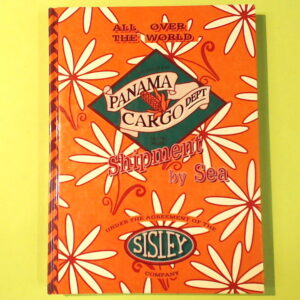 ALL OVER
THE WORLD
PANAMA
CARGO DEPT
Shipment
by Sea
UNDER THE AGREEMENT OF THE
SISLEY
COMPANY